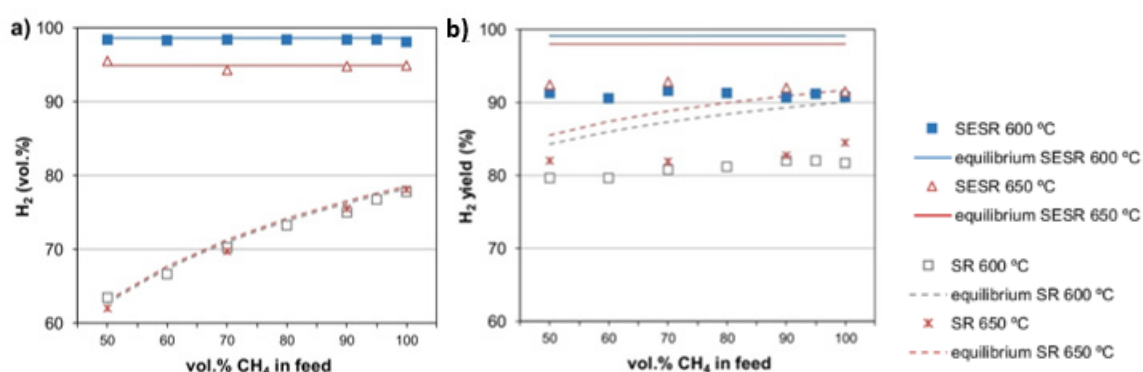 a)
100
90
80
70
60
H₂ (vol.%)
50 60 70 80 90 100
vol.% CH₄ in feed
b)
100
90
80
70
60
H₂ yield (%)
50 60 70 80 90 100
vol.% CH₄ in feed
SESR 600 ºC
equilibrium SESR 600 ºC
SESR 650 ºC
equilibrium SESR 650 ºC
SR 600 ºC
equilibrium SR 600 ºC
SR 650 ºC
equilibrium SR 650 ºC